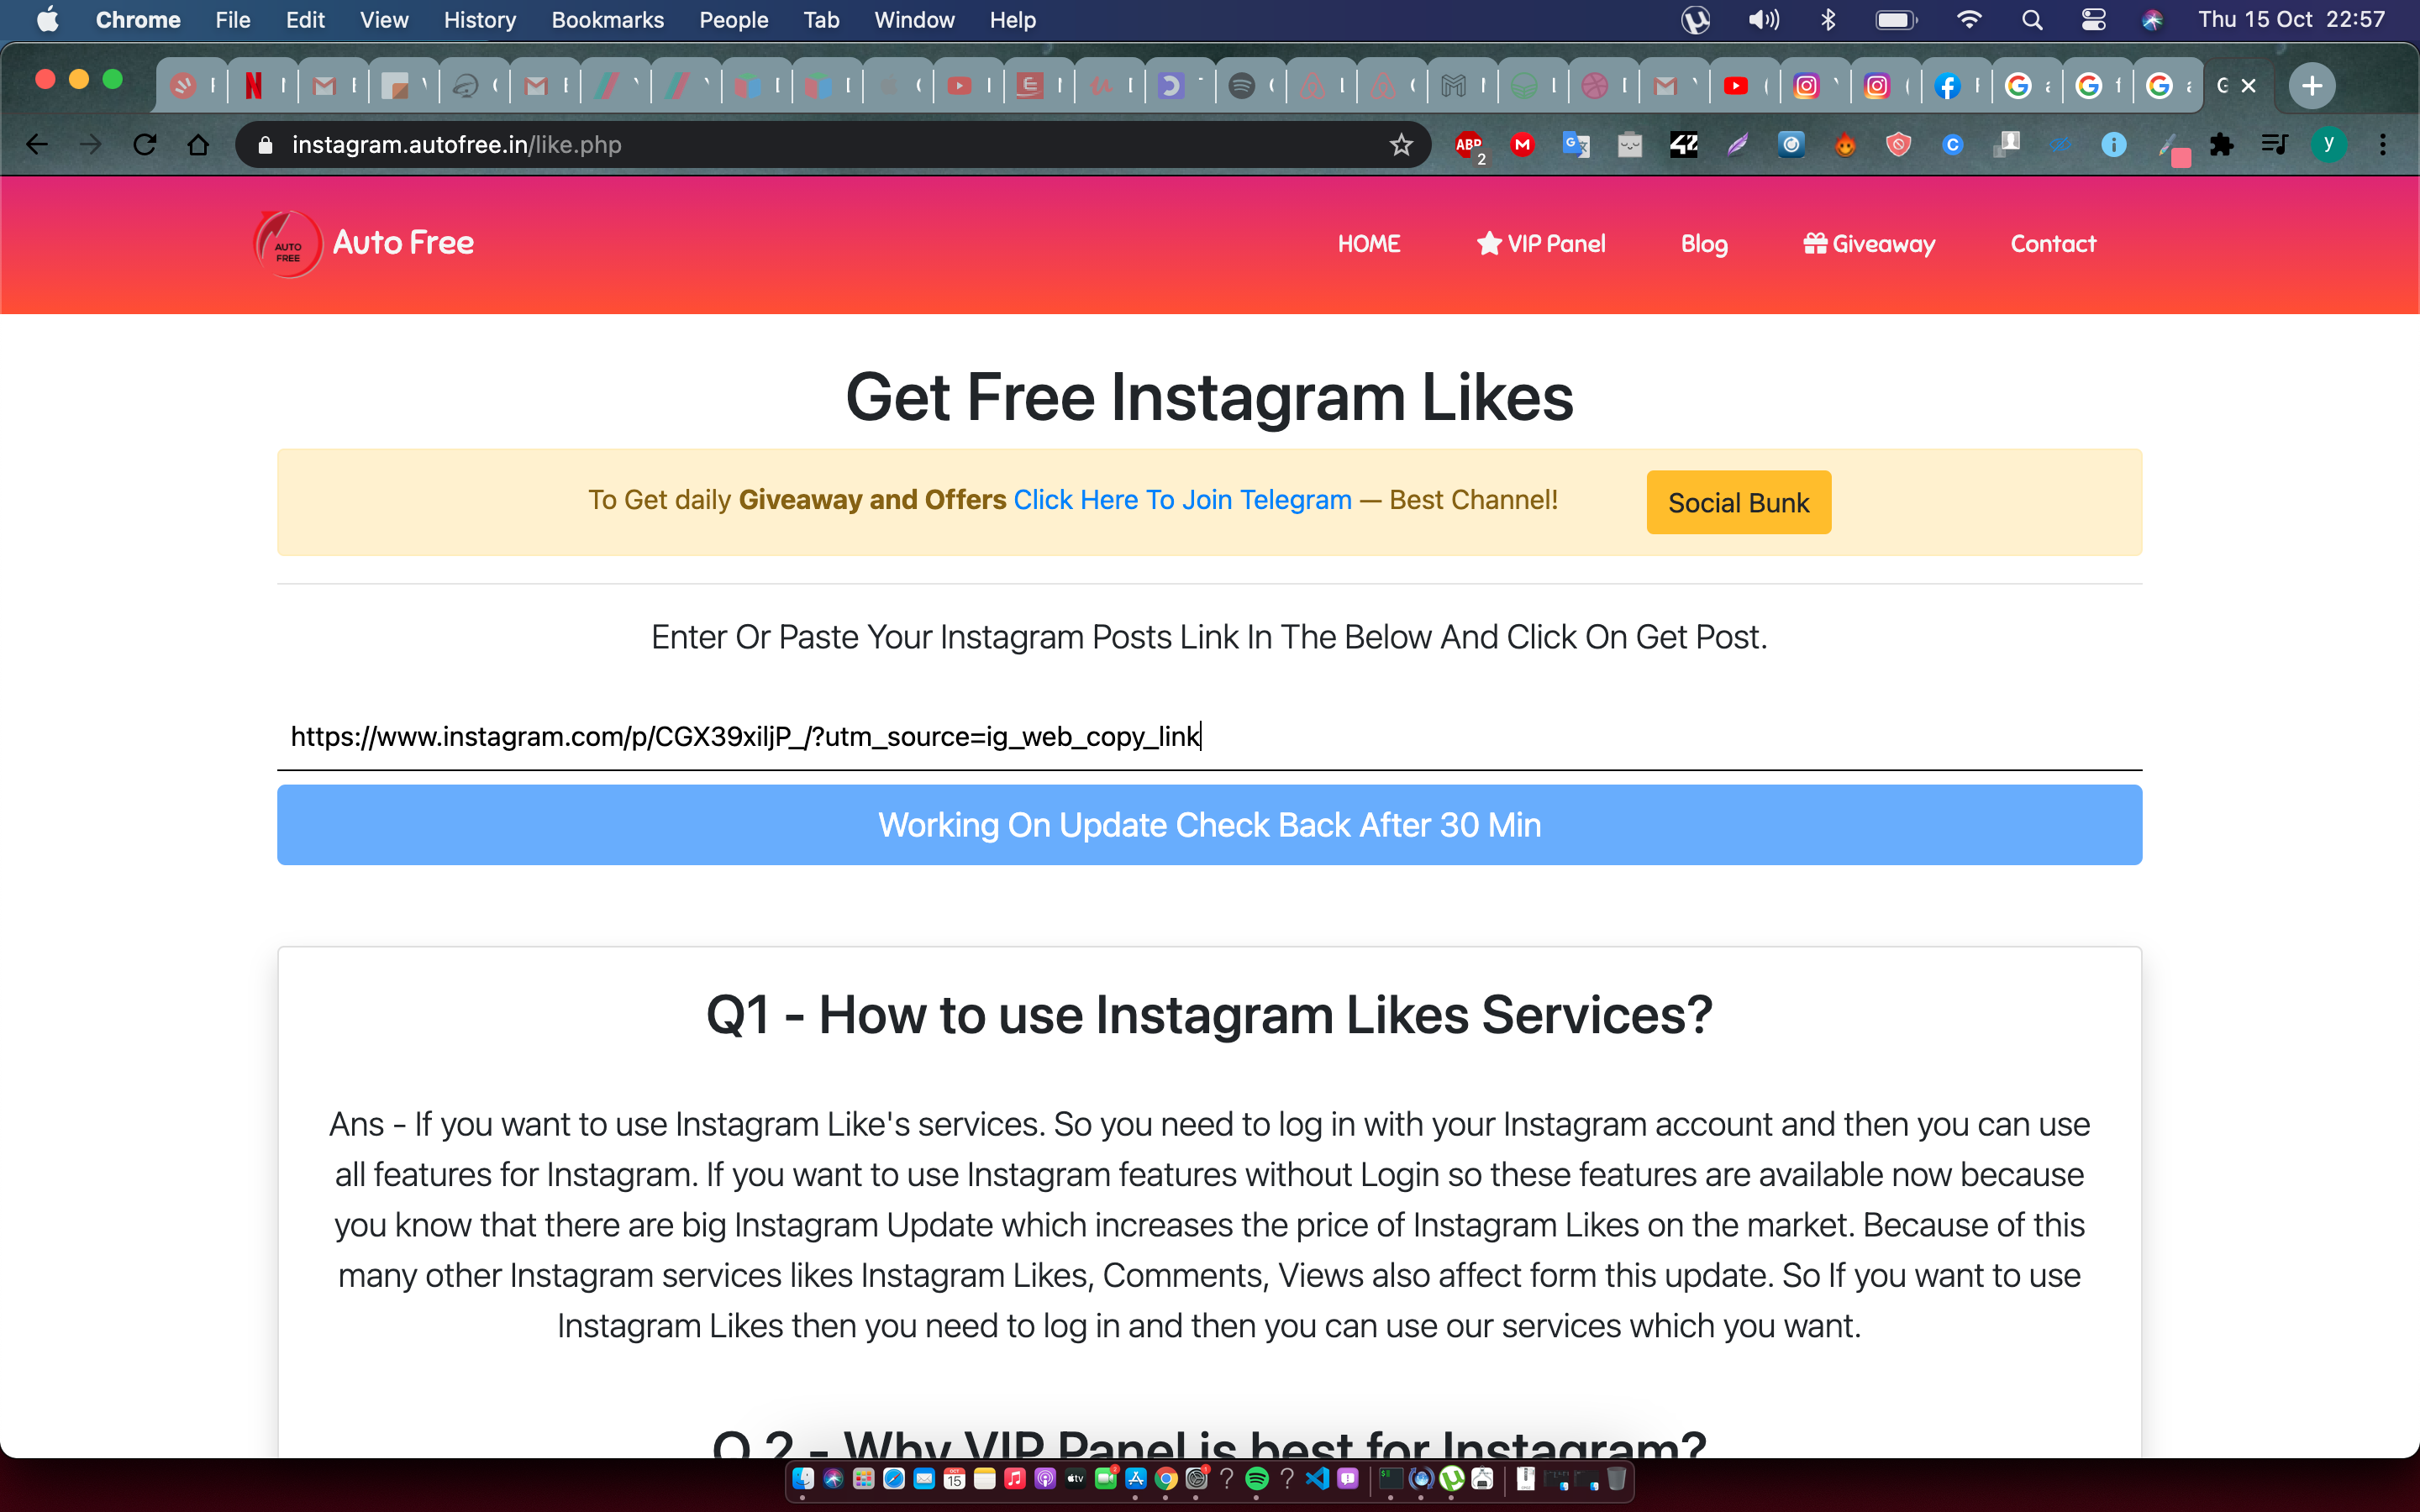 Chrome File Edit View History Bookmarks People Tab Window Help Thu 15 Oct 22:57
instagram.autofree.in/like.php
ABP 2
AUTO FREE
Auto Free HOME VIP Panel Blog Giveaway Contact
Get Free Instagram Likes
To Get daily Giveaway and Offers Click Here To Join Telegram — Best Channel! Social Bunk
Enter Or Paste Your Instagram Posts Link In The Below And Click On Get Post.
https://www.instagram.com/p/CGX39xiljP_/?utm_source=ig_web_copy_link
Working On Update Check Back After 30 Min
Q1 - How to use Instagram Likes Services?
Ans - If you want to use Instagram Like's services. So you need to log in with your Instagram account and then you can use
all features for Instagram. If you want to use Instagram features without Login so these features are available now because
you know that there are big Instagram Update which increases the price of Instagram Likes on the market. Because of this
many other Instagram services likes Instagram Likes, Comments, Views also affect form this update. So If you want to use
Instagram Likes then you need to log in and then you can use our services which you want.
Q 2 - Why VIP Panel is best for Instagram?